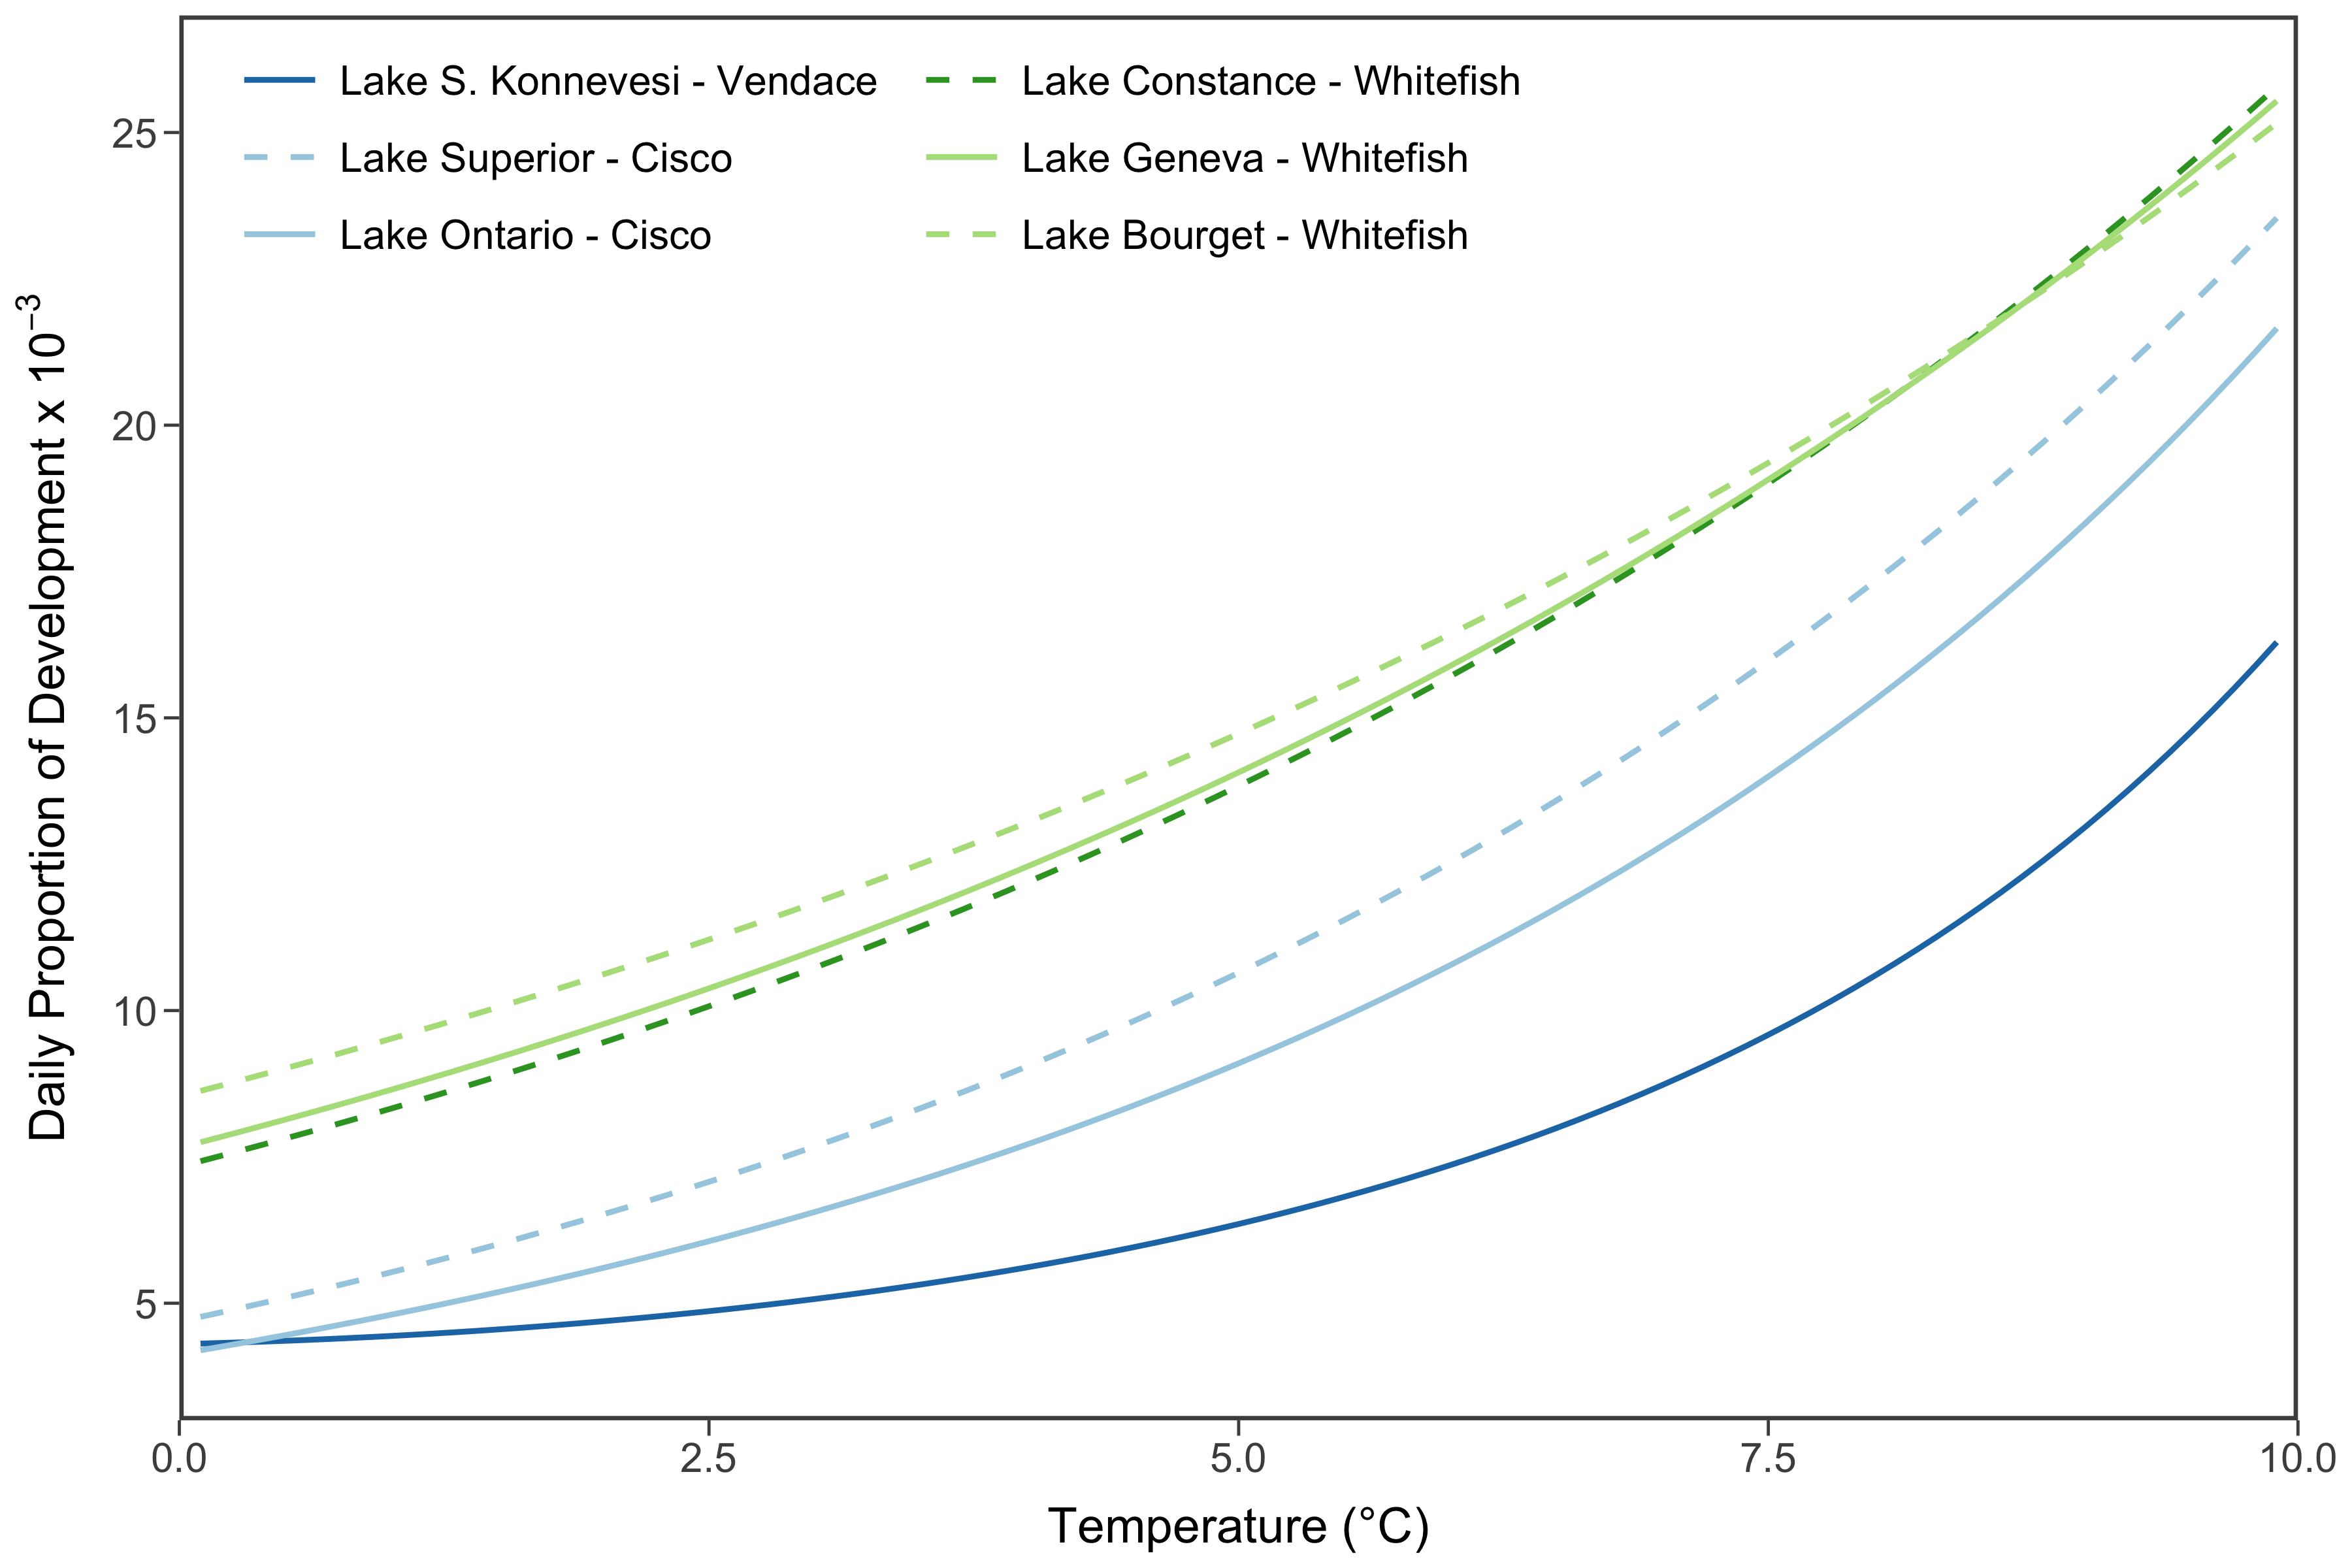 Lake S. Konnevesi - Vendace
Lake Superior - Cisco
Lake Ontario - Cisco
Lake Constance - Whitefish
Lake Geneva - Whitefish
Lake Bourget - Whitefish
Daily Proportion of Development x 10⁻³
25
20
15
10
5
0.0 2.5 5.0 7.5 10.0
Temperature (°C)